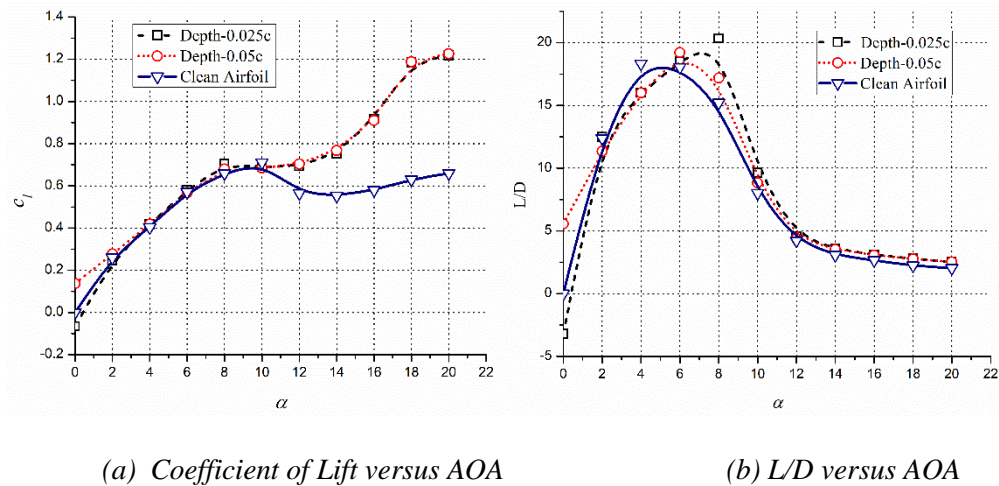 1.4
1.2
1.0
0.8
0.6
0.4
0.2
0.0
-0.2
c_l
Depth-0.025c
Depth-0.05c
Clean Airfoil
0 2 4 6 8 10 12 14 16 18 20 22
α
20
15
10
5
0
-5
L/D
Depth-0.025c
Depth-0.05c
Clean Airfoil
0 2 4 6 8 10 12 14 16 18 20 22
α
(a) Coefficient of Lift versus AOA
(b) L/D versus AOA